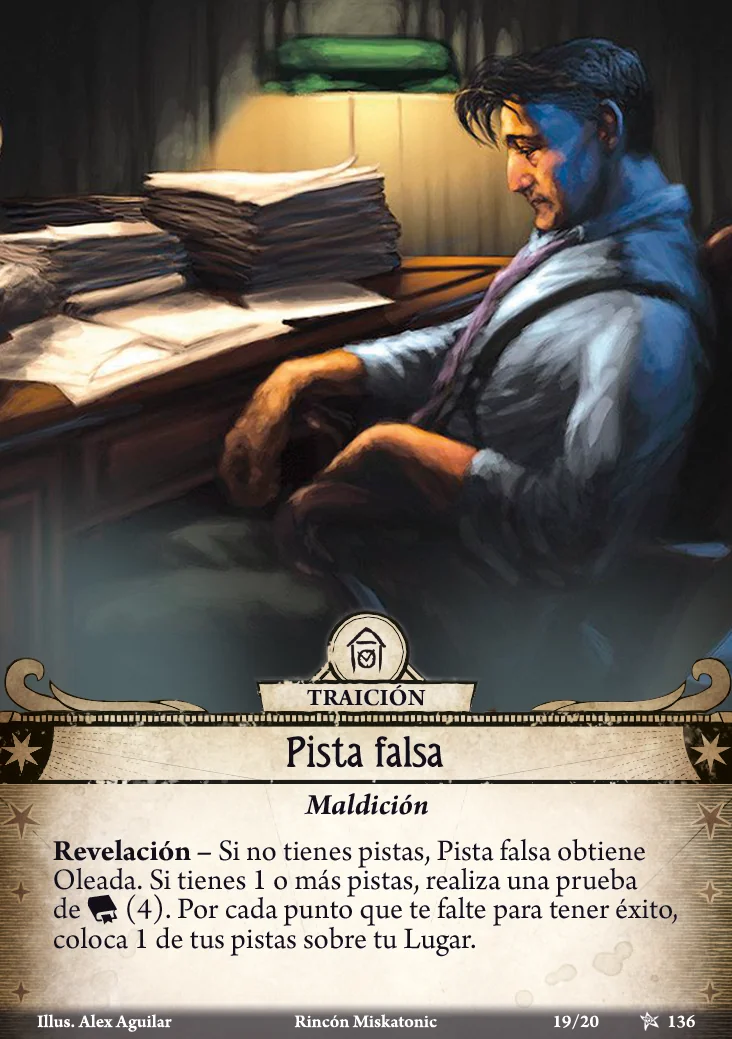 TRAICIÓN
Pista falsa
Maldición
Revelación – Si no tienes pistas, Pista falsa obtiene
Oleada. Si tienes 1 o más pistas, realiza una prueba
de (4). Por cada punto que te falte para tener éxito,
coloca 1 de tus pistas sobre tu Lugar.
Illus. Alex Aguilar Rincón Miskatonic 19/20 136